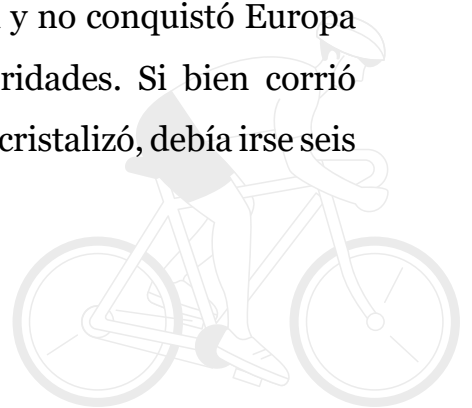 y no conquistó Europa
ridades. Si bien corrió
cristalizó, debía irse seis